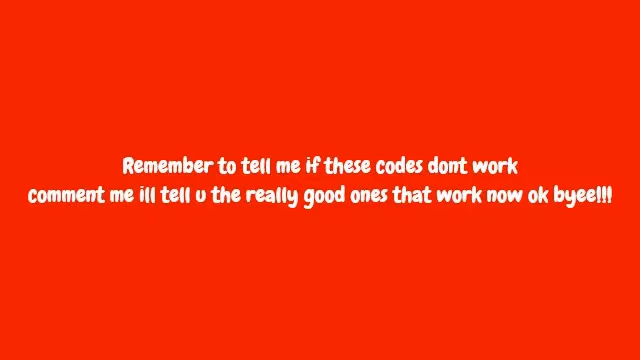 Remember to tell me if these codes dont work
comment me ill tell u the really good ones that work now ok byee!!!